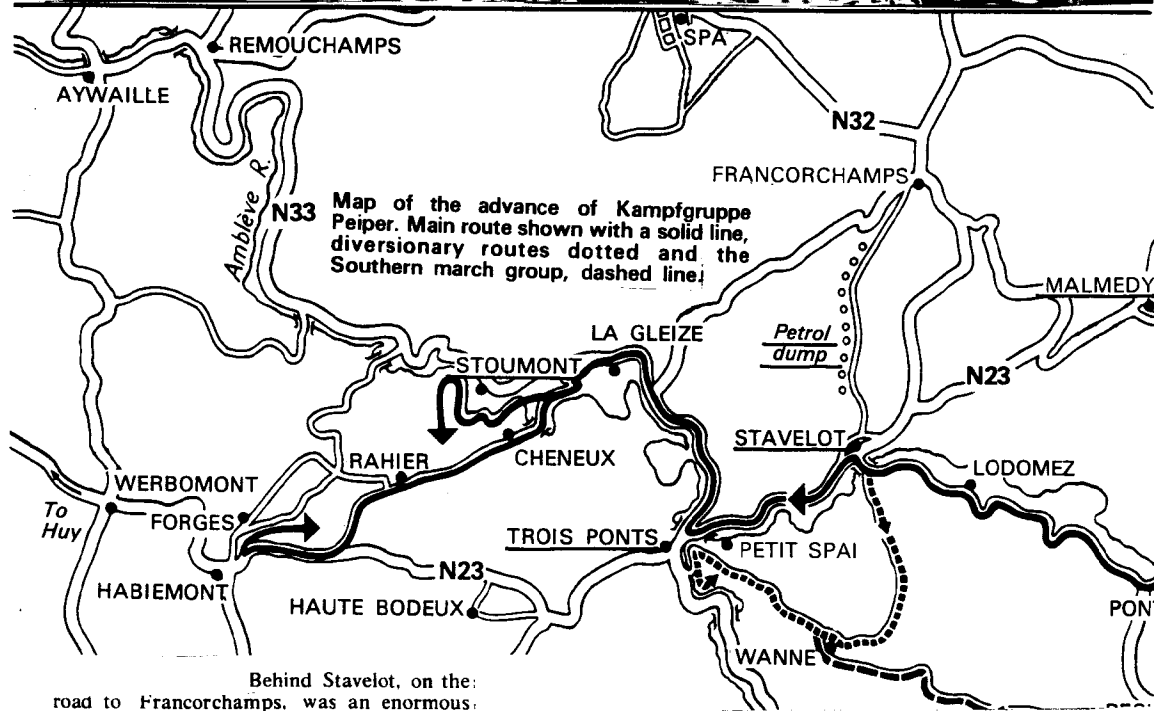 REMOUCHAMPS
SPA
AYWAILLE
N32
FRANCORCHAMPS
Amblève R.
N33
Map of the advance of Kampfgruppe
Peiper. Main route shown with a solid line,
diversionary routes dotted and the
Southern march group, dashed line.
MALMEDY
LA GLEIZE
Petrol
dump
STOUMONT
N23
STAVELOT
CHENEUX
LODOMEZ
RAHIER
WERBOMONT
To
Huy
FORGES
TROIS PONTS
PETIT SPAI
HABIEMONT
N23
HAUTE BODEUX
PON
WANNE
Behind Stavelot, on the
road to Francorchamps, was an enormous